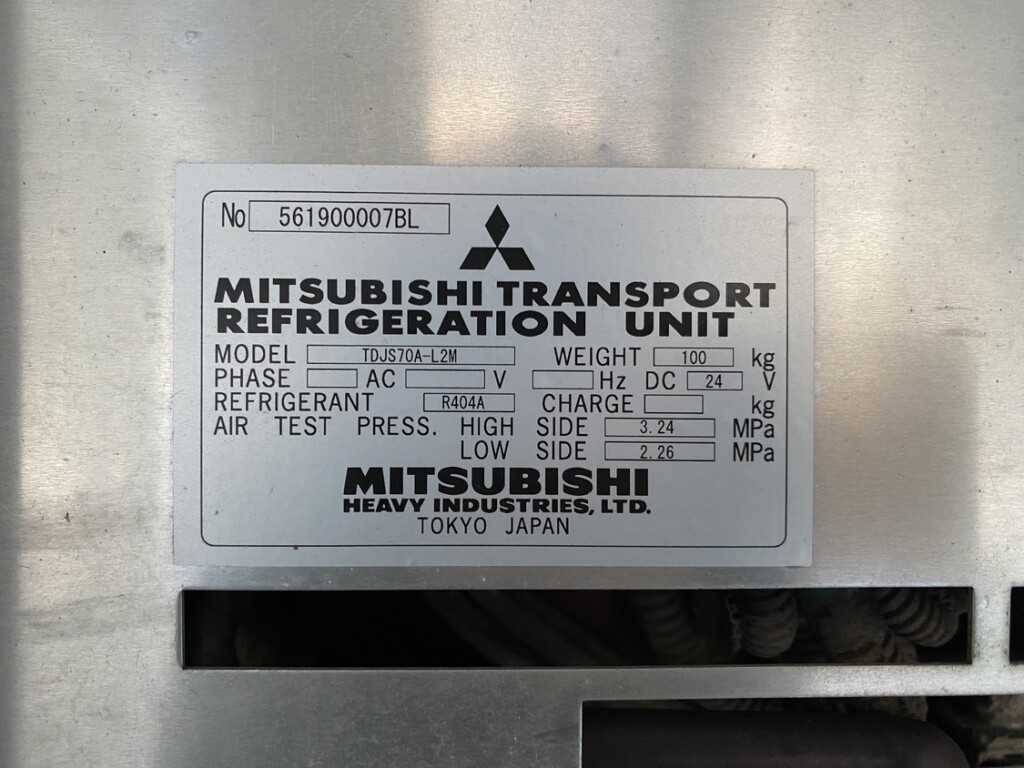 No 561900007BL
MITSUBISHI TRANSPORT
REFRIGERATION UNIT
MODEL TDJS70A-L2M WEIGHT 100 kg
PHASE AC V Hz DC 24 V
REFRIGERANT R404A CHARGE kg
AIR TEST PRESS. HIGH SIDE 3.24 MPa
LOW SIDE 2.26 MPa
MITSUBISHI
HEAVY INDUSTRIES, LTD.
TOKYO JAPAN